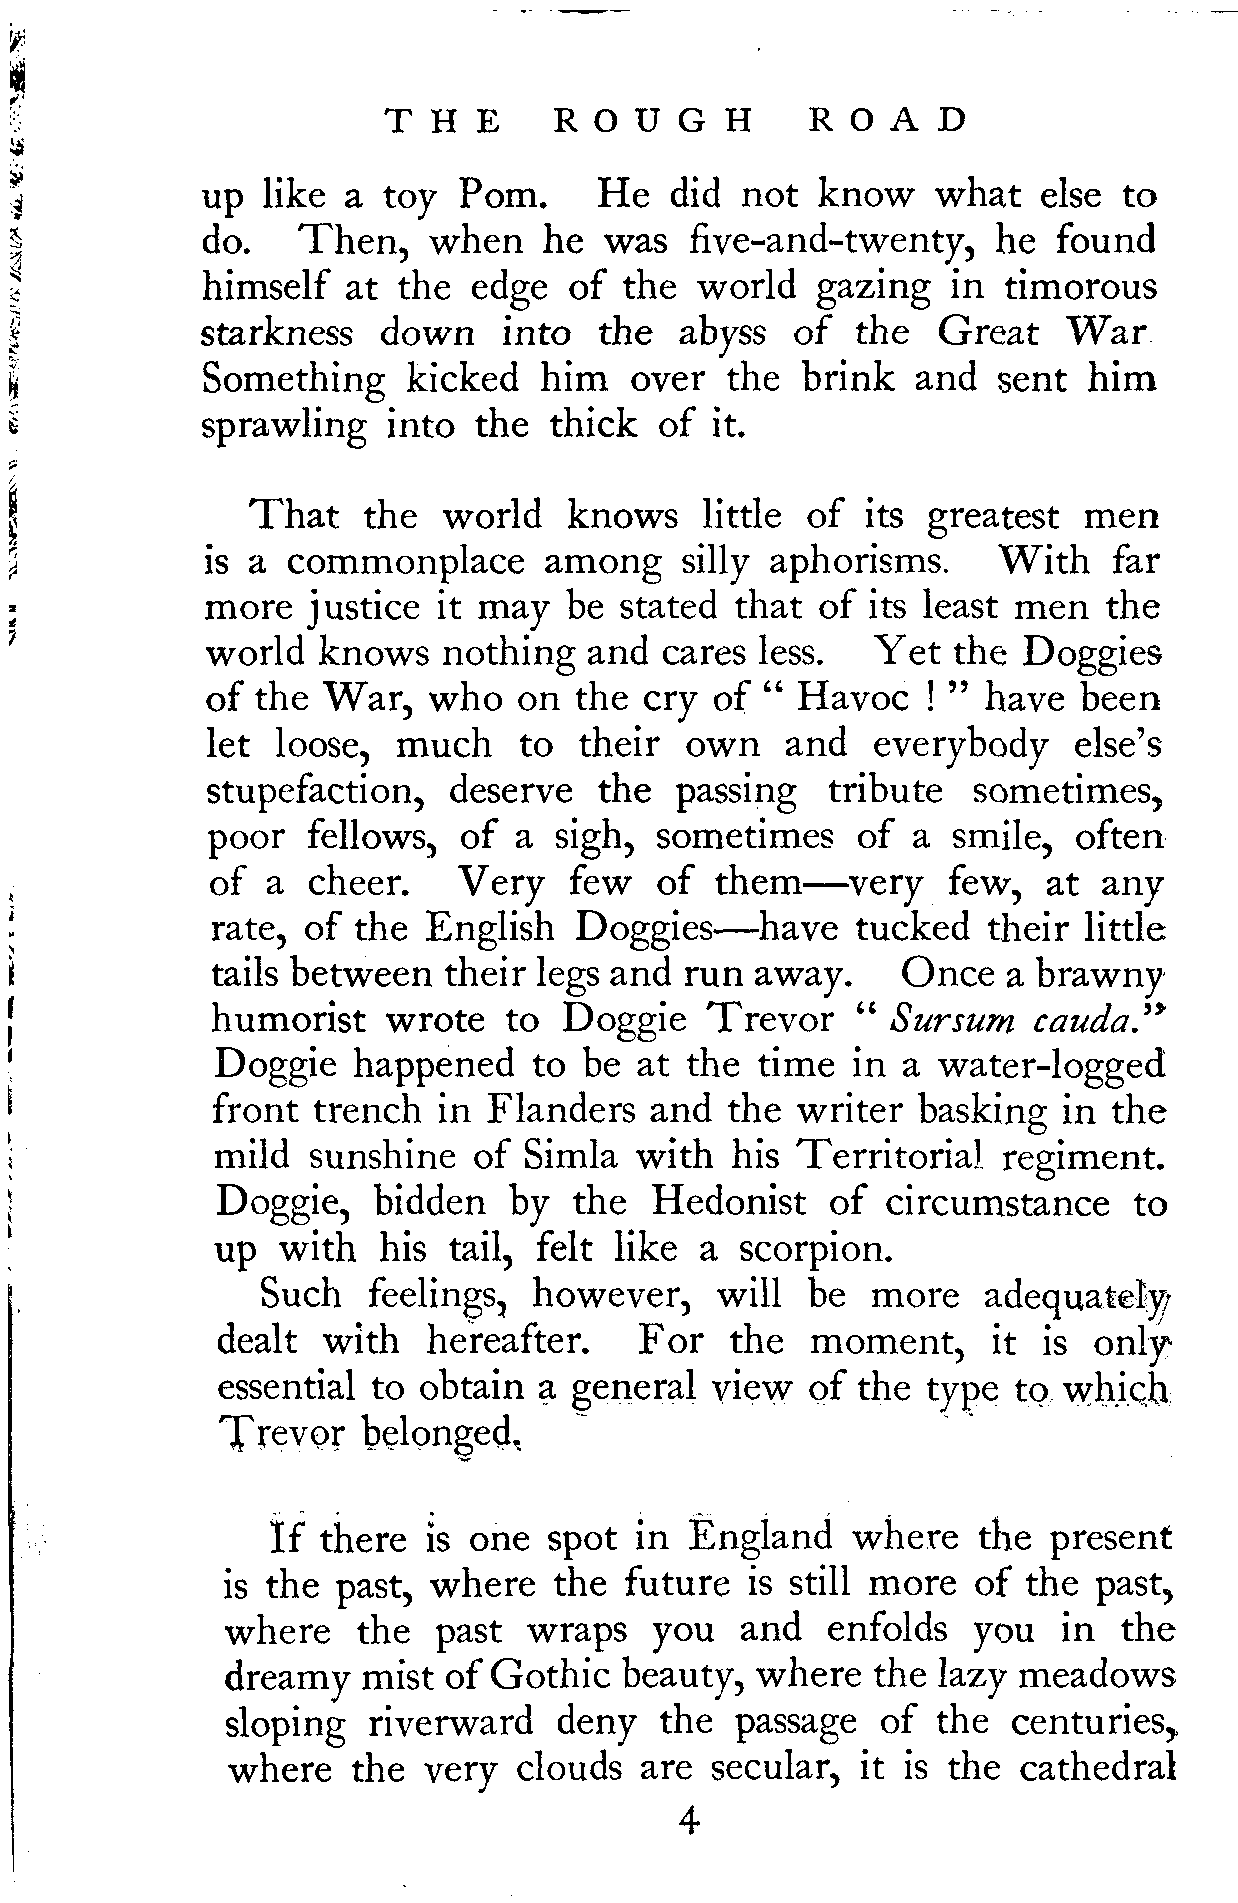 THE ROUGH ROAD
up like a toy Pom. He did not know what else to
do. Then, when he was five-and-twenty, he found
himself at the edge of the world gazing in timorous
starkness down into the abyss of the Great War
Something kicked him over the brink and sent him
sprawling into the thick of it.
That the world knows little of its greatest men
is a commonplace among silly aphorisms. With far
more justice it may be stated that of its least men the
world knows nothing and cares less. Yet the Doggies
of the War, who on the cry of “ Havoc ! ” have been
let loose, much to their own and everybody else's
stupefaction, deserve the passing tribute sometimes,
poor fellows, of a sigh, sometimes of a smile, often
of a cheer. Very few of them—very few, at any
rate, of the English Doggies—have tucked their little
tails between their legs and run away. Once a brawny
humorist wrote to Doggie Trevor “ Sursum cauda.”
Doggie happened to be at the time in a water-logged
front trench in Flanders and the writer basking in the
mild sunshine of Simla with his Territorial regiment.
Doggie, bidden by the Hedonist of circumstance to
up with his tail, felt like a scorpion.
Such feelings, however, will be more adequately
dealt with hereafter. For the moment, it is only
essential to obtain a general view of the type to which
Trevor belonged.
If there is one spot in England where the present
is the past, where the future is still more of the past,
where the past wraps you and enfolds you in the
dreamy mist of Gothic beauty, where the lazy meadows
sloping riverward deny the passage of the centuries,
where the very clouds are secular, it is the cathedral
4